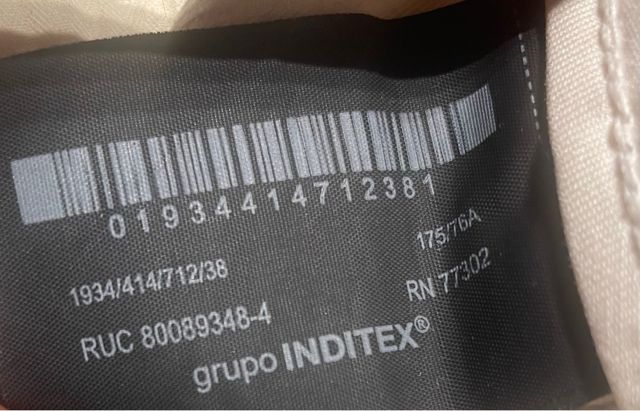 01934414712381
1934/414/712/38 175/76A
RUC 80089348-4 RN 77302
grupo INDITEX®